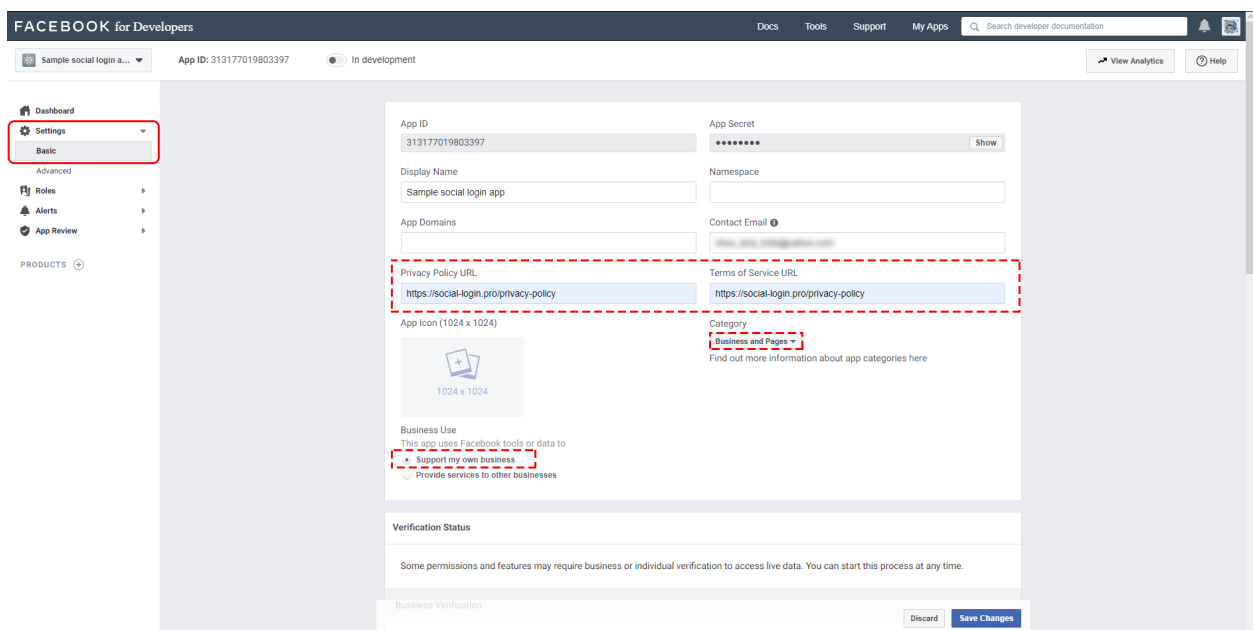 FACEBOOK for Developers
Docs Tools Support My Apps Search developer documentation
Sample social login a... App ID: 313177019803397 In development View Analytics Help
Dashboard
Settings
Basic
Advanced
Roles
Alerts
App Review
PRODUCTS
App ID App Secret
313177019803397 •••••••• Show
Display Name Namespace
Sample social login app
App Domains Contact Email
Privacy Policy URL Terms of Service URL
https://social-login.pro/privacy-policy https://social-login.pro/privacy-policy
App Icon (1024 x 1024) Category
Business and Pages
Find out more information about app categories here
1024 x 1024
Business Use
This app uses Facebook tools or data to
Support my own business
Provide services to other businesses
Verification Status
Some permissions and features may require business or individual verification to access live data. You can start this process at any time.
Business Verification
Discard Save Changes